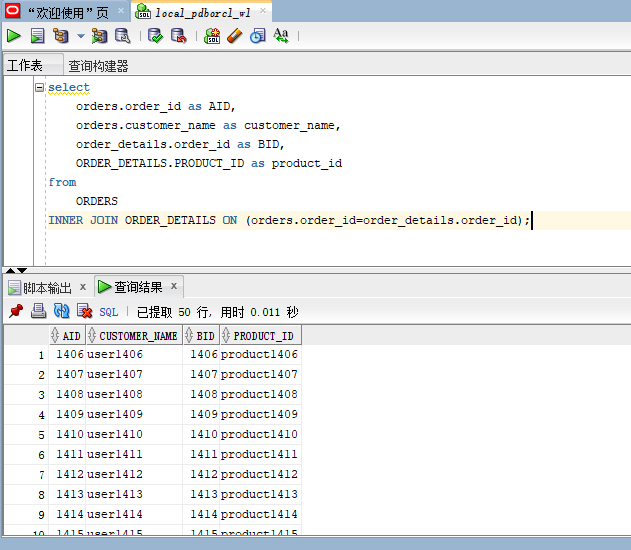 “欢迎使用”页 × local_pdborcl_wl ×
SQL Aa
工作表 查询构建器
select
orders.order_id as AID,
orders.customer_name as customer_name,
order_details.order_id as BID,
ORDER_DETAILS.PRODUCT_ID as product_id
from
ORDERS
INNER JOIN ORDER_DETAILS ON (orders.order_id=order_details.order_id);
脚本输出 × 查询结果 ×
SQL | 已提取 50 行, 用时 0.011 秒
AID CUSTOMER_NAME BID PRODUCT_ID
1 1406 user1406 1406 product1406
2 1407 user1407 1407 product1407
3 1408 user1408 1408 product1408
4 1409 user1409 1409 product1409
5 1410 user1410 1410 product1410
6 1411 user1411 1411 product1411
7 1412 user1412 1412 product1412
8 1413 user1413 1413 product1413
9 1414 user1414 1414 product1414
10 1415 user1415 1415 product1415